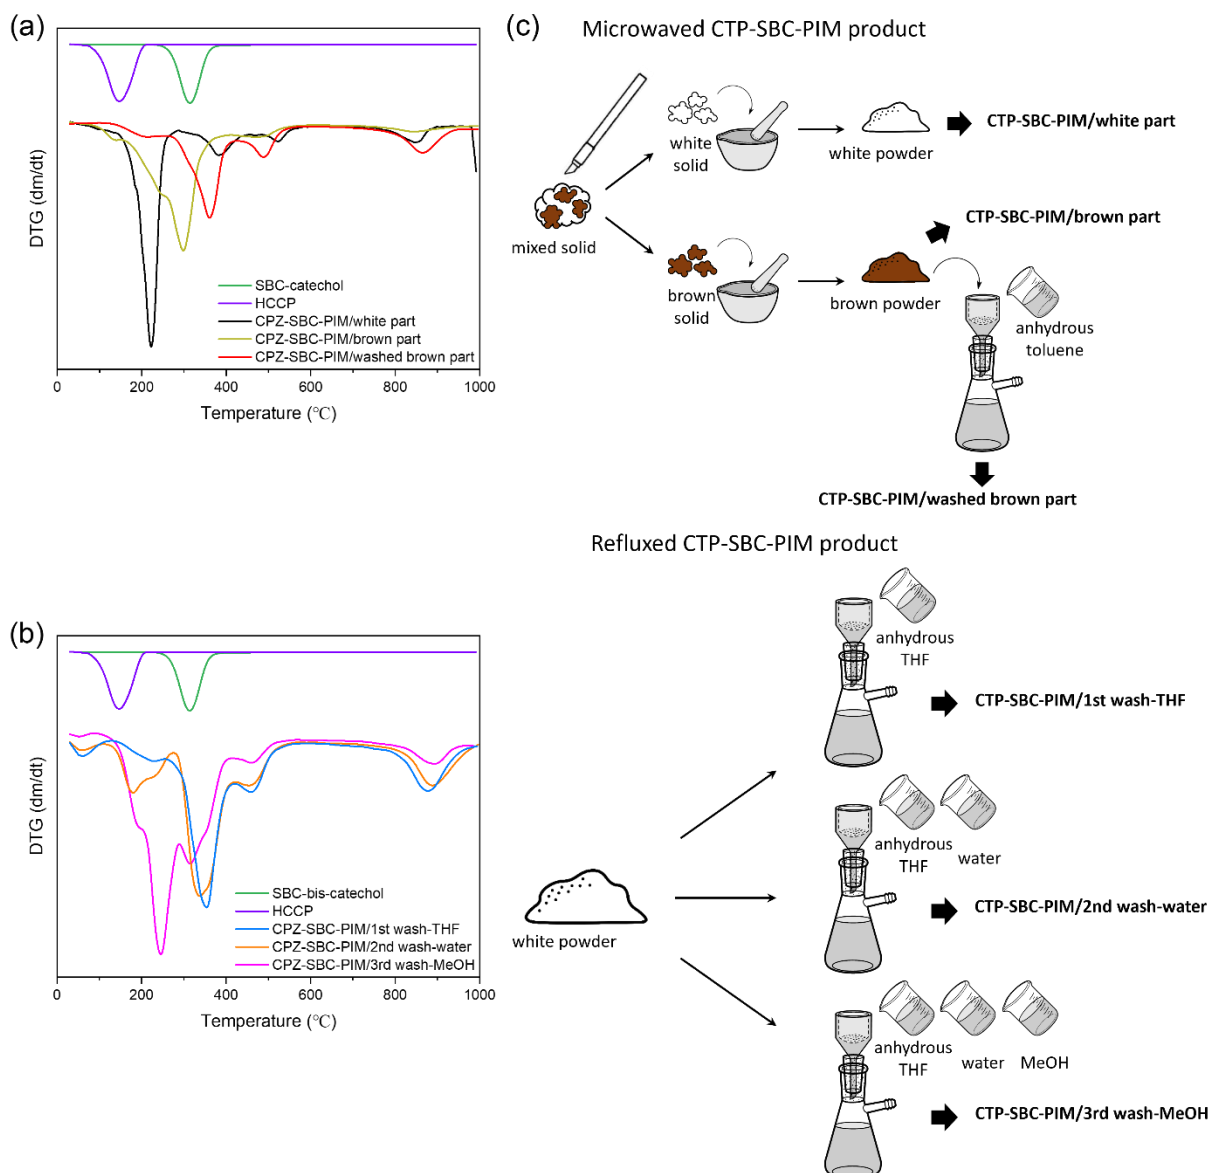 (a)
DTG (dm/dt)
SBC-catechol
HCCP
CPZ-SBC-PIM/white part
CPZ-SBC-PIM/brown part
CPZ-SBC-PIM/washed brown part
0
200
400
600
800
1000
Temperature (℃)
(c)
Microwaved CTP-SBC-PIM product
mixed solid
white
solid
white powder
CTP-SBC-PIM/white part
brown
solid
brown powder
CTP-SBC-PIM/brown part
anhydrous
toluene
CTP-SBC-PIM/washed brown part
(b)
DTG (dm/dt)
SBC-bis-catechol
HCCP
CPZ-SBC-PIM/1st wash-THF
CPZ-SBC-PIM/2nd wash-water
CPZ-SBC-PIM/3rd wash-MeOH
0
200
400
600
800
1000
Temperature (℃)
Refluxed CTP-SBC-PIM product
white powder
anhydrous
THF
CTP-SBC-PIM/1st wash-THF
anhydrous
THF
water
CTP-SBC-PIM/2nd wash-water
anhydrous
THF
water
MeOH
CTP-SBC-PIM/3rd wash-MeOH